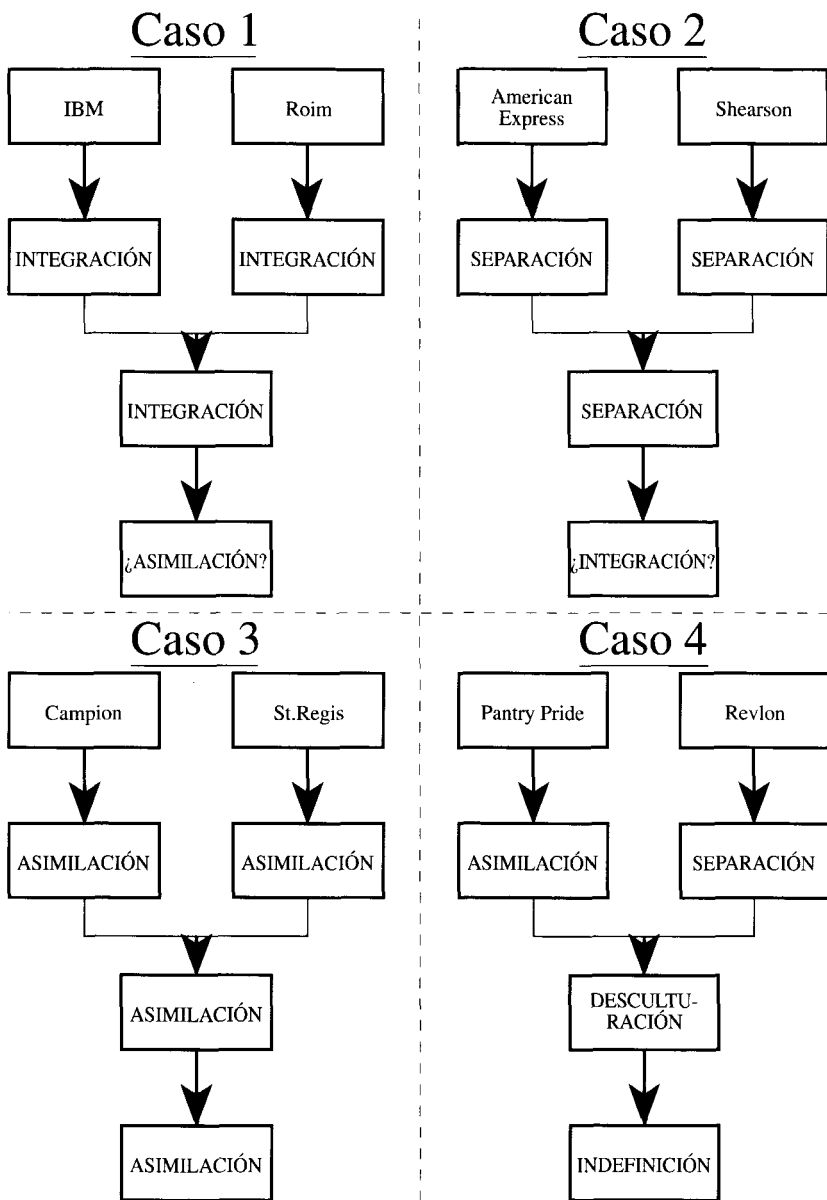 Caso 1
IBM
Roim
INTEGRACIÓN
INTEGRACIÓN
INTEGRACIÓN
¿ASIMILACIÓN?
Caso 2
American
Express
Shearson
SEPARACIÓN
SEPARACIÓN
SEPARACIÓN
¿INTEGRACIÓN?
Caso 3
Campion
St.Regis
ASIMILACIÓN
ASIMILACIÓN
ASIMILACIÓN
ASIMILACIÓN
Caso 4
Pantry Pride
Revlon
ASIMILACIÓN
SEPARACIÓN
DESCULTU-
RACIÓN
INDEFINICIÓN